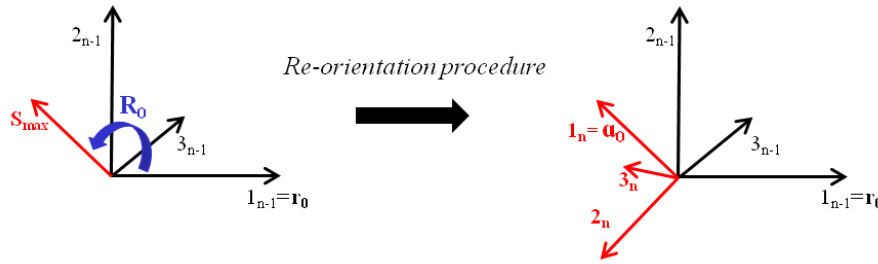 2n-1
Smax
R0
3n-1
1n-1=r0
Re-orientation procedure
2n-1
1n= α0
3n
3n-1
1n-1=r0
2n